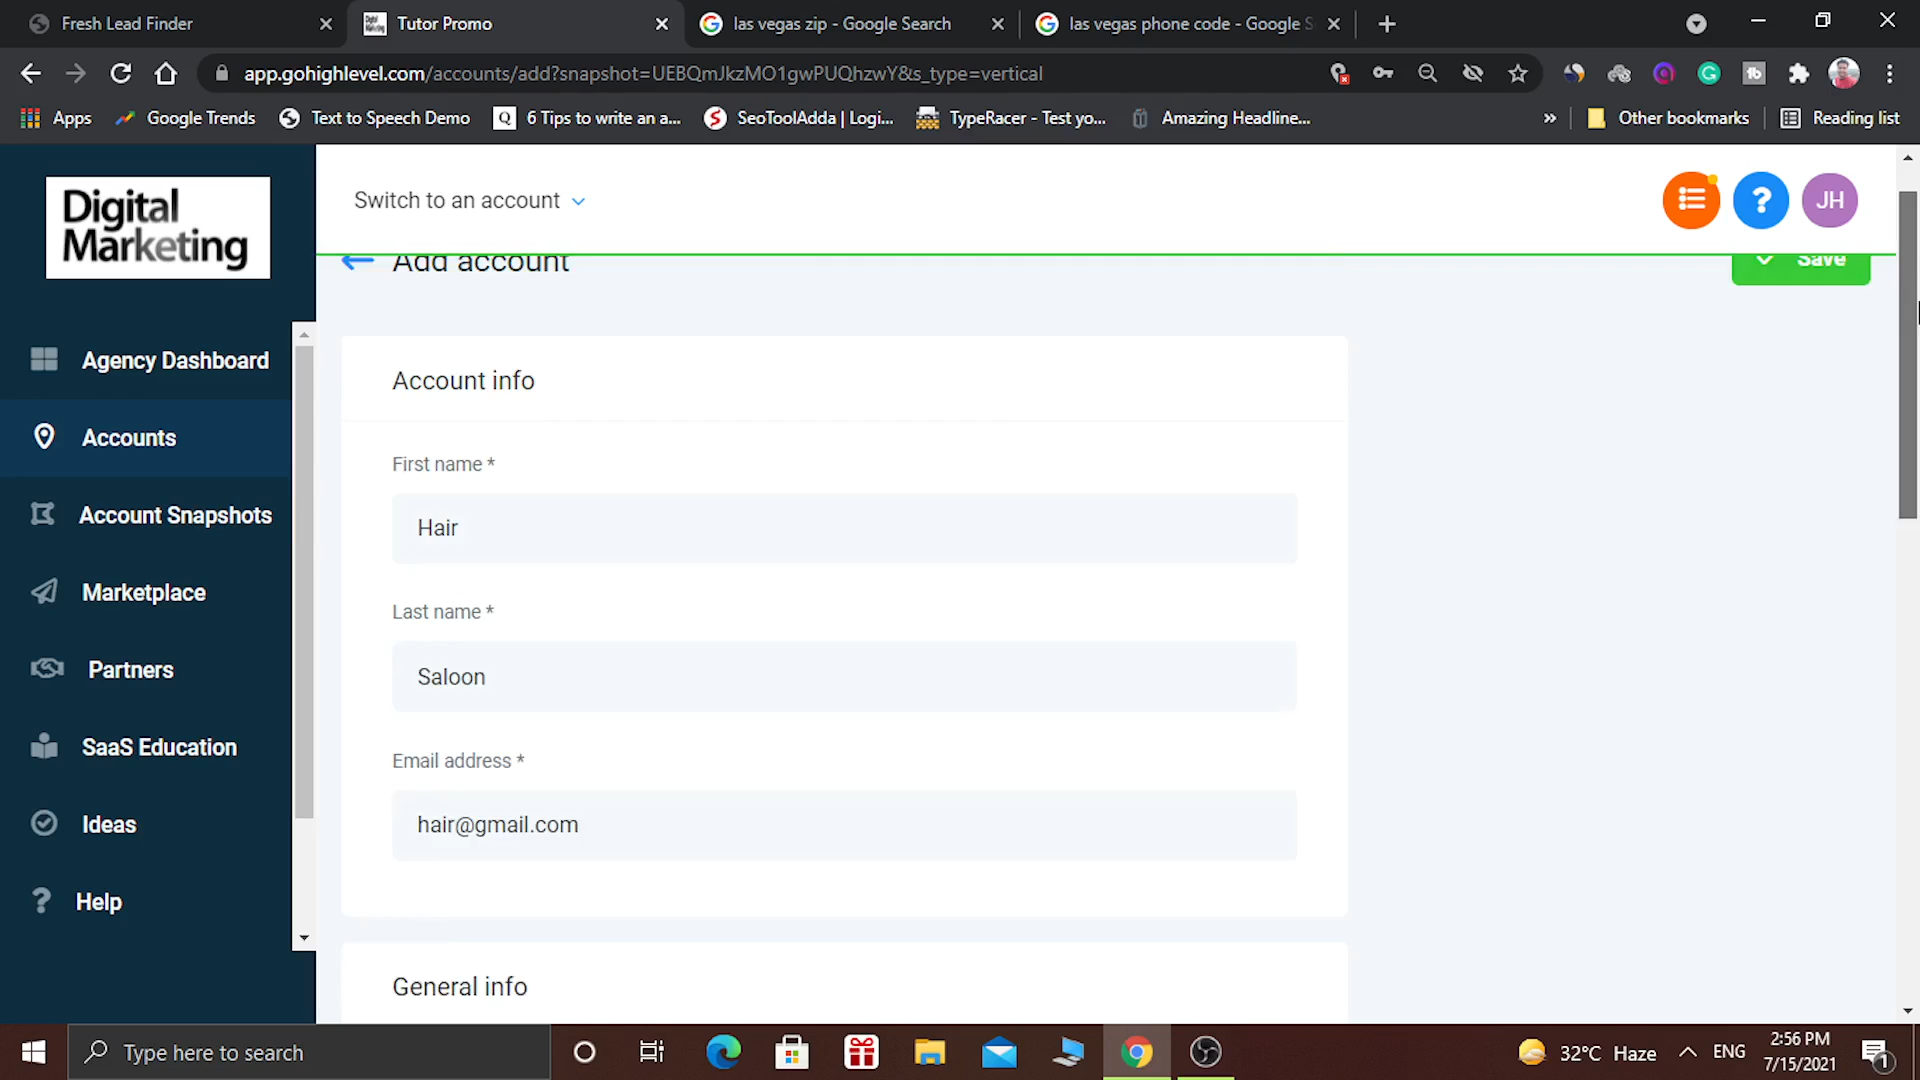 Fresh Lead Finder
Tutor Promo
las vegas zip - Google Search
las vegas phone code - Google S
app.gohighlevel.com/accounts/add?snapshot=UEBQmJkzMO1gwPUQhzwY&s_type=vertical
Apps
Google Trends
Text to Speech Demo
Q 6 Tips to write an a...
SeoToolAdda | Logi...
TypeRacer - Test yo...
Amazing Headline...
»
Other bookmarks
Reading list
Digital
Marketing
Switch to an account
?
JH
Add account
Save
Agency Dashboard
Accounts
Account Snapshots
Marketplace
Partners
SaaS Education
Ideas
? Help
Account info
First name *
Hair
Last name *
Saloon
Email address *
hair@gmail.com
General info
Type here to search
32°C Haze
ENG
2:56 PM
7/15/2021
1